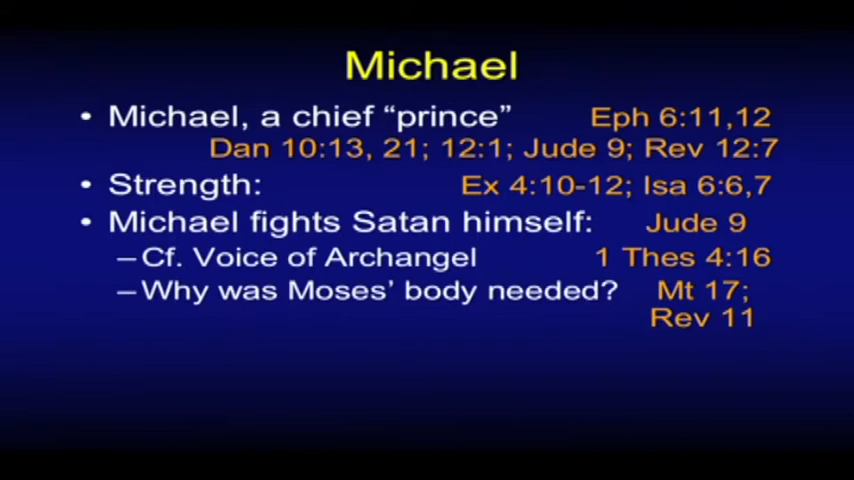 Michael
• Michael, a chief “prince” Eph 6:11,12
Dan 10:13, 21; 12:1; Jude 9; Rev 12:7
• Strength: Ex 4:10-12; Isa 6:6,7
• Michael fights Satan himself: Jude 9
–Cf. Voice of Archangel 1 Thes 4:16
–Why was Moses’ body needed? Mt 17;
Rev 11